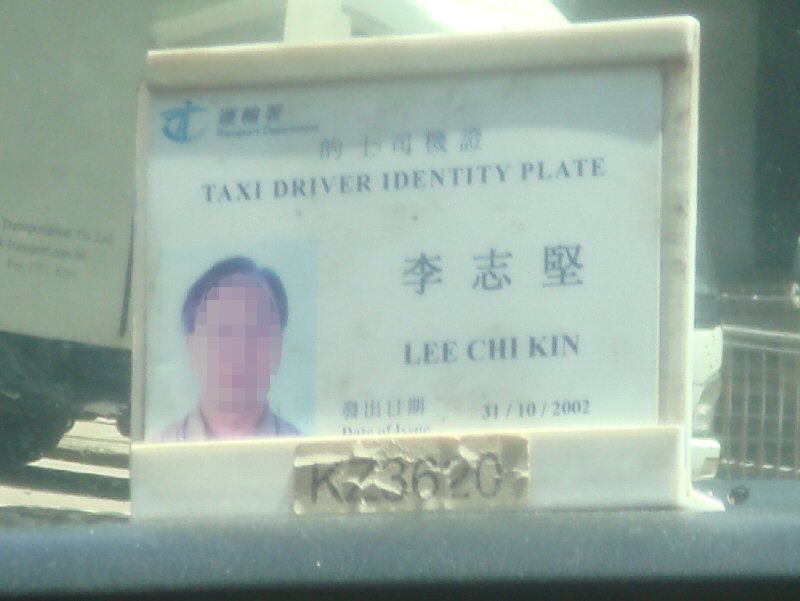 運輸署
Transport Department
的士司機證
TAXI DRIVER IDENTITY PLATE
李志堅
LEE CHI KIN
發出日期 31/10/2002
Date of Issue
KZ3620